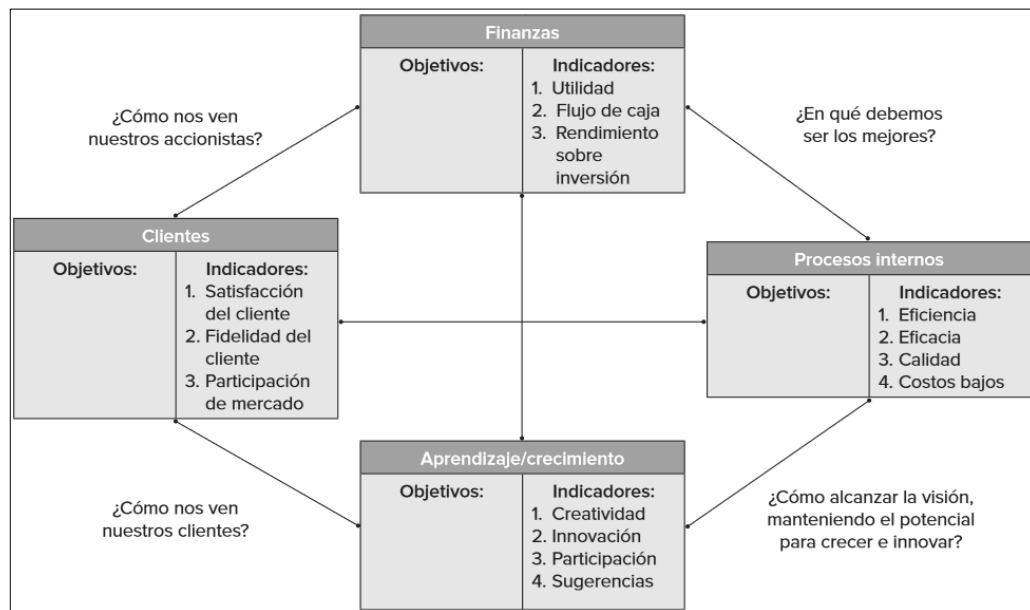 Finanzas
Objetivos:
Indicadores:
1. Utilidad
2. Flujo de caja
3. Rendimiento
sobre
inversión
¿Cómo nos ven
nuestros accionistas?
¿En qué debemos
ser los mejores?
Clientes
Objetivos:
Indicadores:
1. Satisfacción
del cliente
2. Fidelidad del
cliente
3. Participación
de mercado
Procesos internos
Objetivos:
Indicadores:
1. Eficiencia
2. Eficacia
3. Calidad
4. Costos bajos
Aprendizaje/crecimiento
Objetivos:
Indicadores:
1. Creatividad
2. Innovación
3. Participación
4. Sugerencias
¿Cómo nos ven
nuestros clientes?
¿Cómo alcanzar la visión,
manteniendo el potencial
para crecer e innovar?